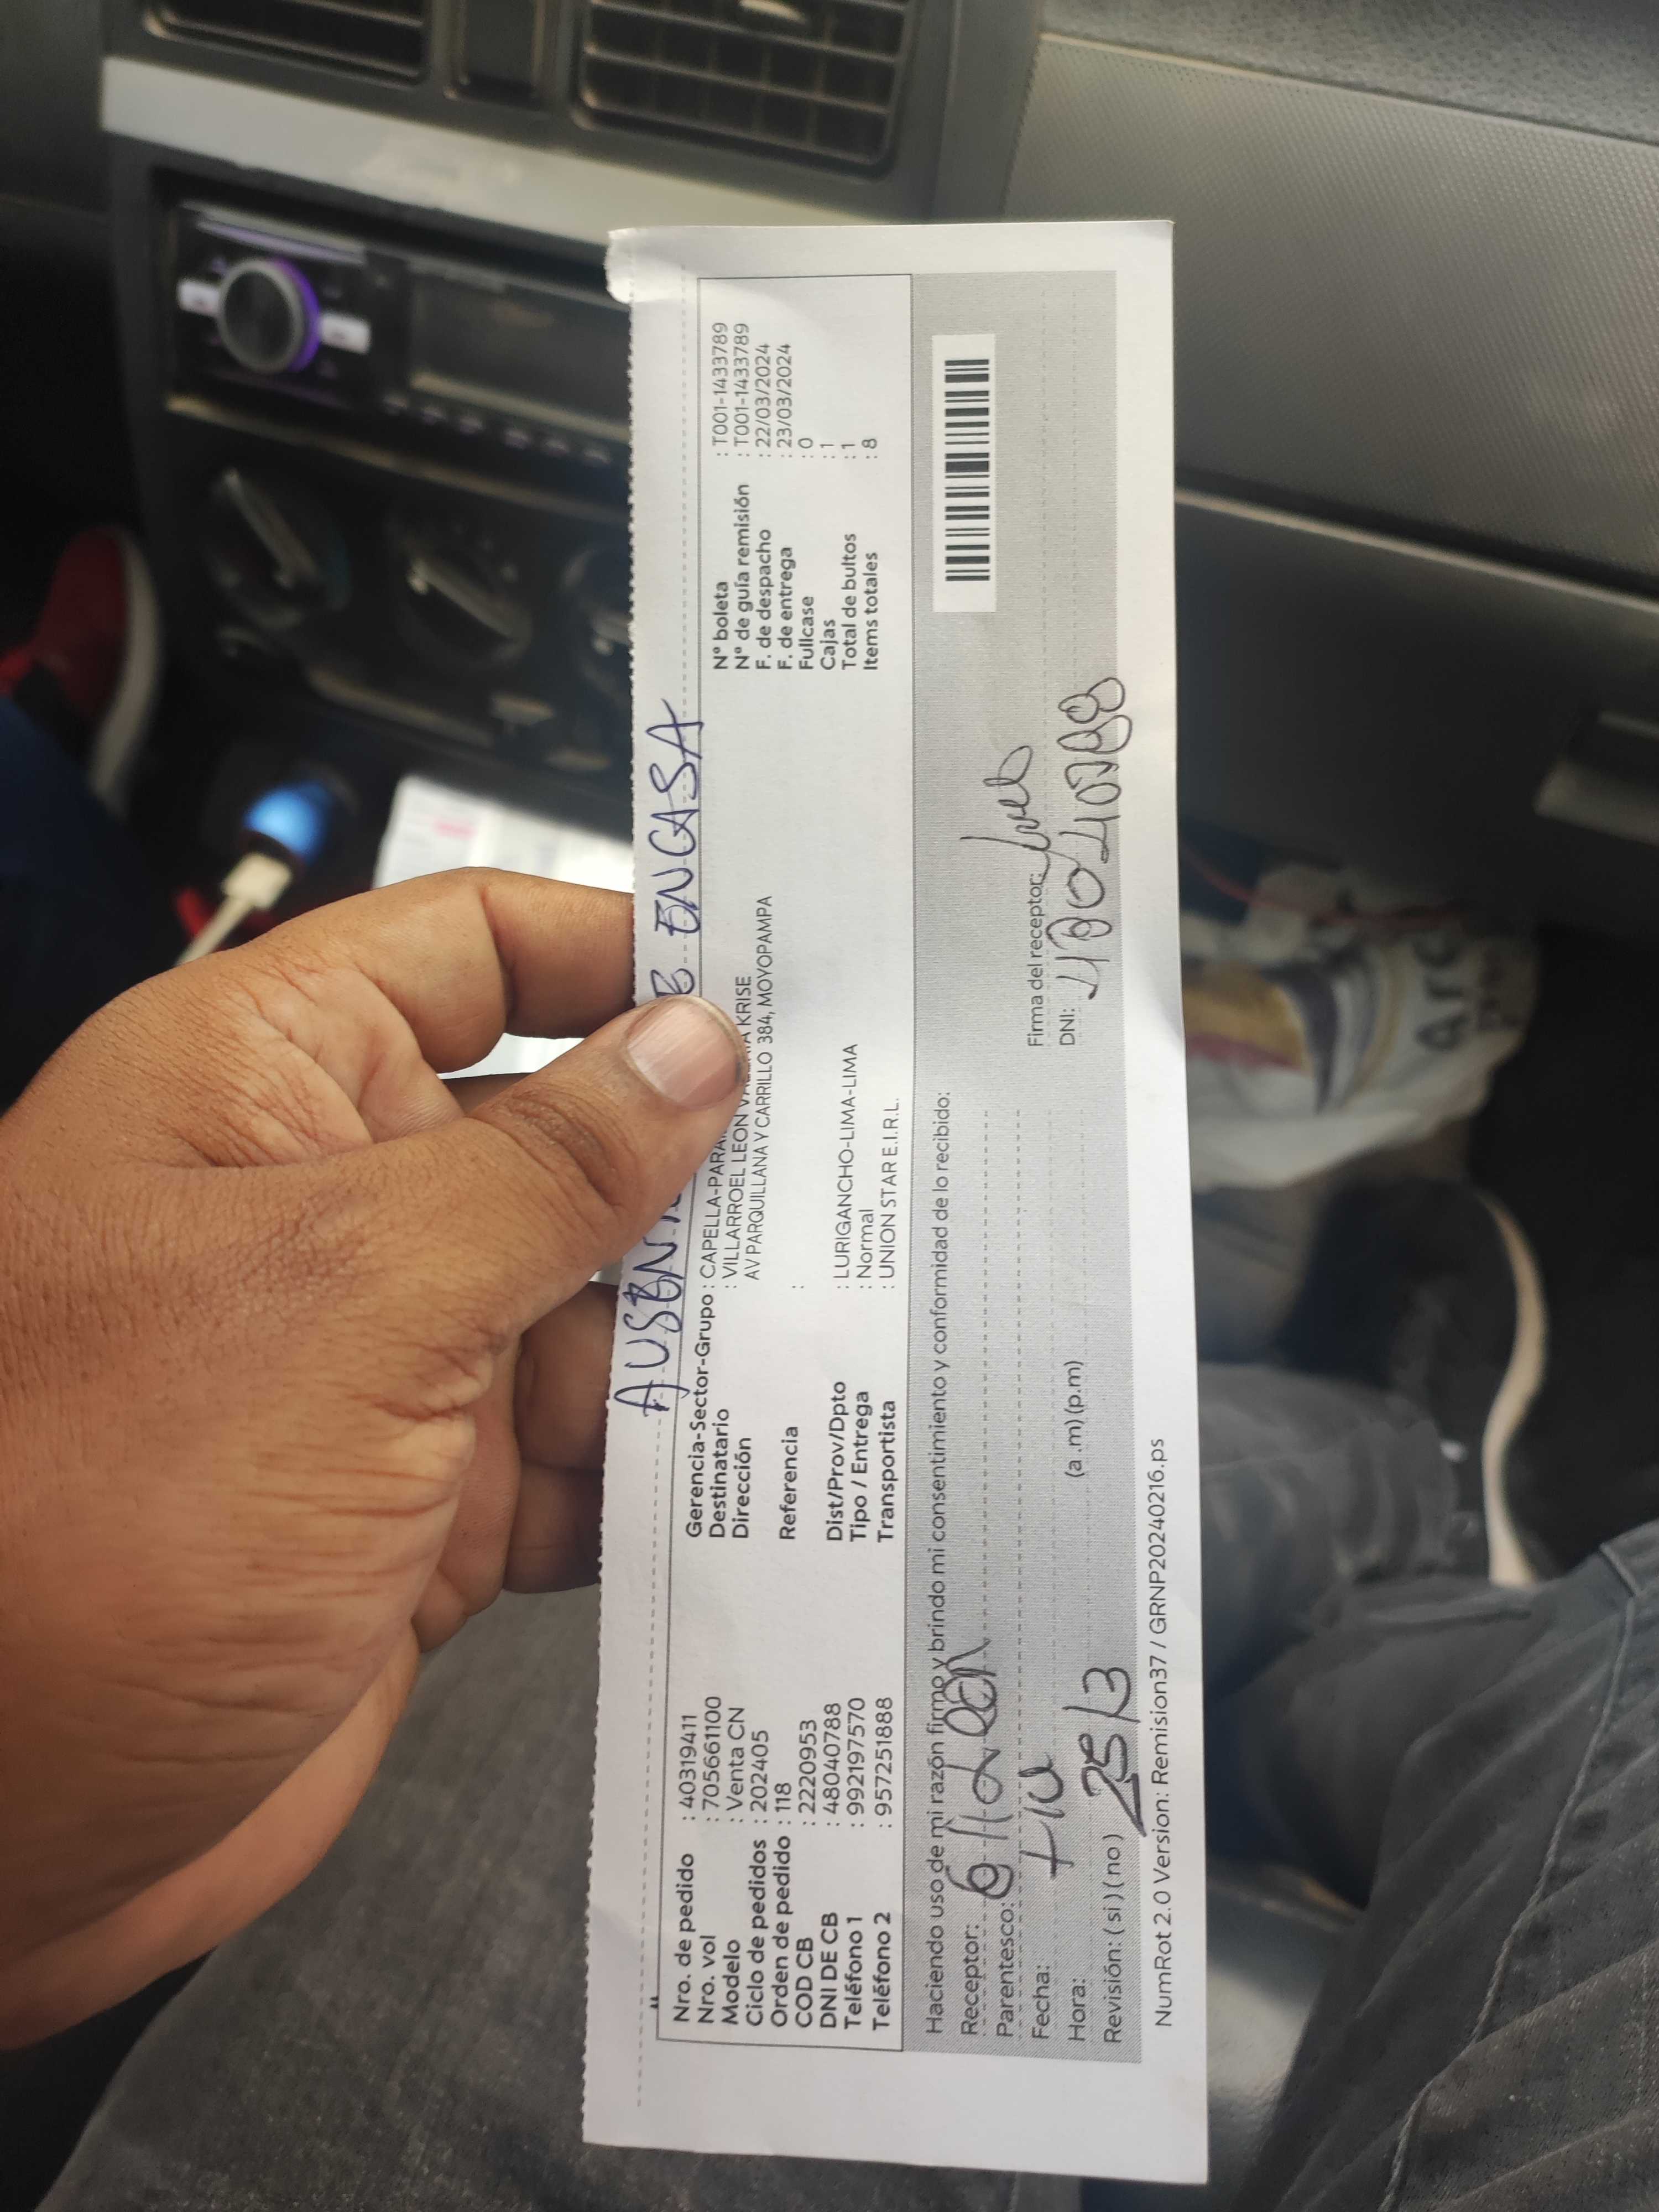 AUSENTE EN CASA
Nro. de pedido : 40319411
Nro. vol : 705661100
Modelo : Venta CN
Ciclo de pedidos : 202405
Orden de pedido : 118
COD CB : 2220953
DNI DE CB : 48040788
Teléfono 1 : 992197570
Teléfono 2 : 957251888
Gerencia-Sector-Grupo : CAPELLA-PARA
Destinatario : VILLARROEL LEON KRISE
Dirección AV PARQUILLANA Y CARRILLO 384, MOYOPAMPA
Referencia :
Dist/Prov/Dpto : LURIGANCHO-LIMA-LIMA
Tipo / Entrega : Normal
Transportista : UNION STAR E.I.R.L.
N° boleta : T001-1433789
N° de guía remisión : T001-1433789
F. de despacho : 22/03/2024
F. de entrega : 23/03/2024
Fullcase : 0
Cajas : 1
Total de bultos : 1
Items totales : 8
Haciendo uso de mi razón firmo y brindo mi consentimiento y conformidad de lo recibido:
Receptor:
Parentesco:
Fecha:
Hora: (a .m) (p.m)
Revisión: ( si ) ( no ) 25/3
Firma del receptor:
DNI: 48040788
NumRot 2.0 Version: Remision37 / GRNP20240216.ps